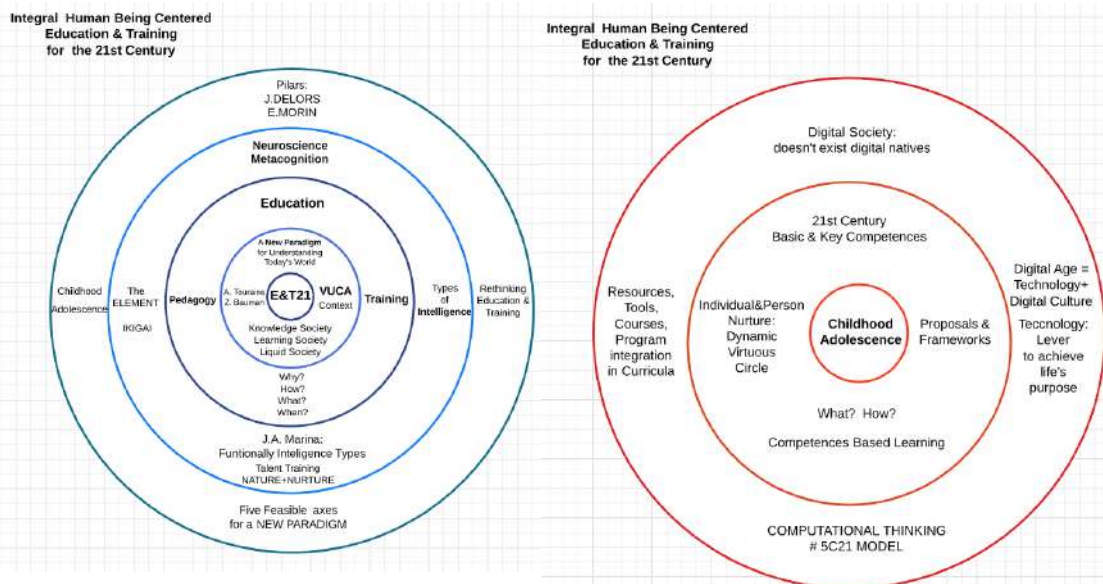 Integral Human Being Centered
Education & Training
for the 21st Century
Pilars:
J.DELORS
E.MORIN
Neuroscience
Metacognition
Education
A New Paradigm
for Understanding
Today's World
Childhood
Adolescence
The
ELEMENT
IKIGAI
Pedagogy
A. Touraine
Z. Bauman
E&T21
VUCA
Context
Training
Types
of
Intelligence
Rethinking
Education &
Training
Knowledge Society
Learning Society
Liquid Society
Why?
How?
What?
When?
J.A. Marina:
Funtionally Inteligence Types
Talent Training
NATURE+NURTURE
Five Feasible axes
for a NEW PARADIGM
Integral Human Being Centered
Education & Training
for the 21st Century
Digital Society:
doesn't exist digital natives
21st Century
Basic & Key Competences
Resources,
Tools,
Courses,
Program
integration
in Curricula
Individual&Person
Nurture:
Dynamic
Virtuous
Circle
Childhood
Adolescence
Proposals &
Frameworks
Digital Age =
Technology+
Digital Culture
Teccnology:
Lever
to achieve
life's
purpose
What? How?
Competences Based Learning
COMPUTATIONAL THINKING
# 5C21 MODEL